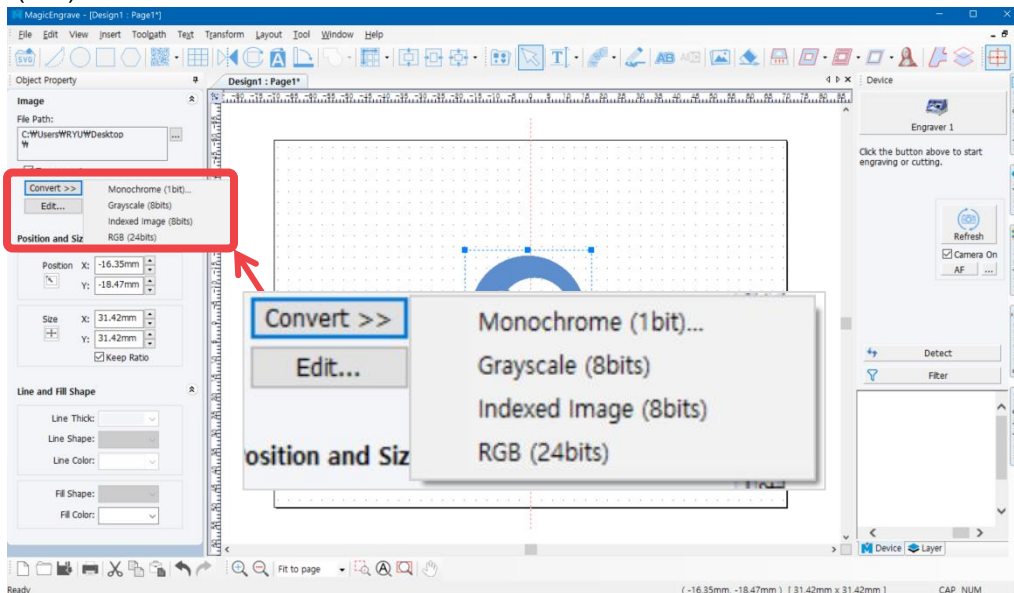 MagicEngrave - [Design1 : Page1*]
File Edit View Insert Toolpath Text Transform Layout Tool Window Help
SVG
T
AB
Object Property
Design1 : Page1*
Device
Image
File Path:
C:₩Users₩RYU₩Desktop
₩
...
Convert >>
Edit...
Monochrome (1bit)...
Grayscale (8bits)
Indexed Image (8bits)
RGB (24bits)
Position and Siz
Position X: -16.35mm
Y: -18.47mm
Size X: 31.42mm
Y: 31.42mm
Keep Ratio
Line and Fill Shape
Line Thick:
Line Shape:
Line Color:
Fill Shape:
Fill Color:
Convert >>
Edit...
Monochrome (1bit)...
Grayscale (8bits)
Indexed Image (8bits)
RGB (24bits)
osition and Siz
Engraver 1
Click the button above to start
engraving or cutting.
Refresh
Camera On
AF ...
Detect
Filter
Device Layer
Fit to page
Ready
( -16.35mm, -18.47mm ) [ 31.42mm x 31.42mm ] CAP NUM